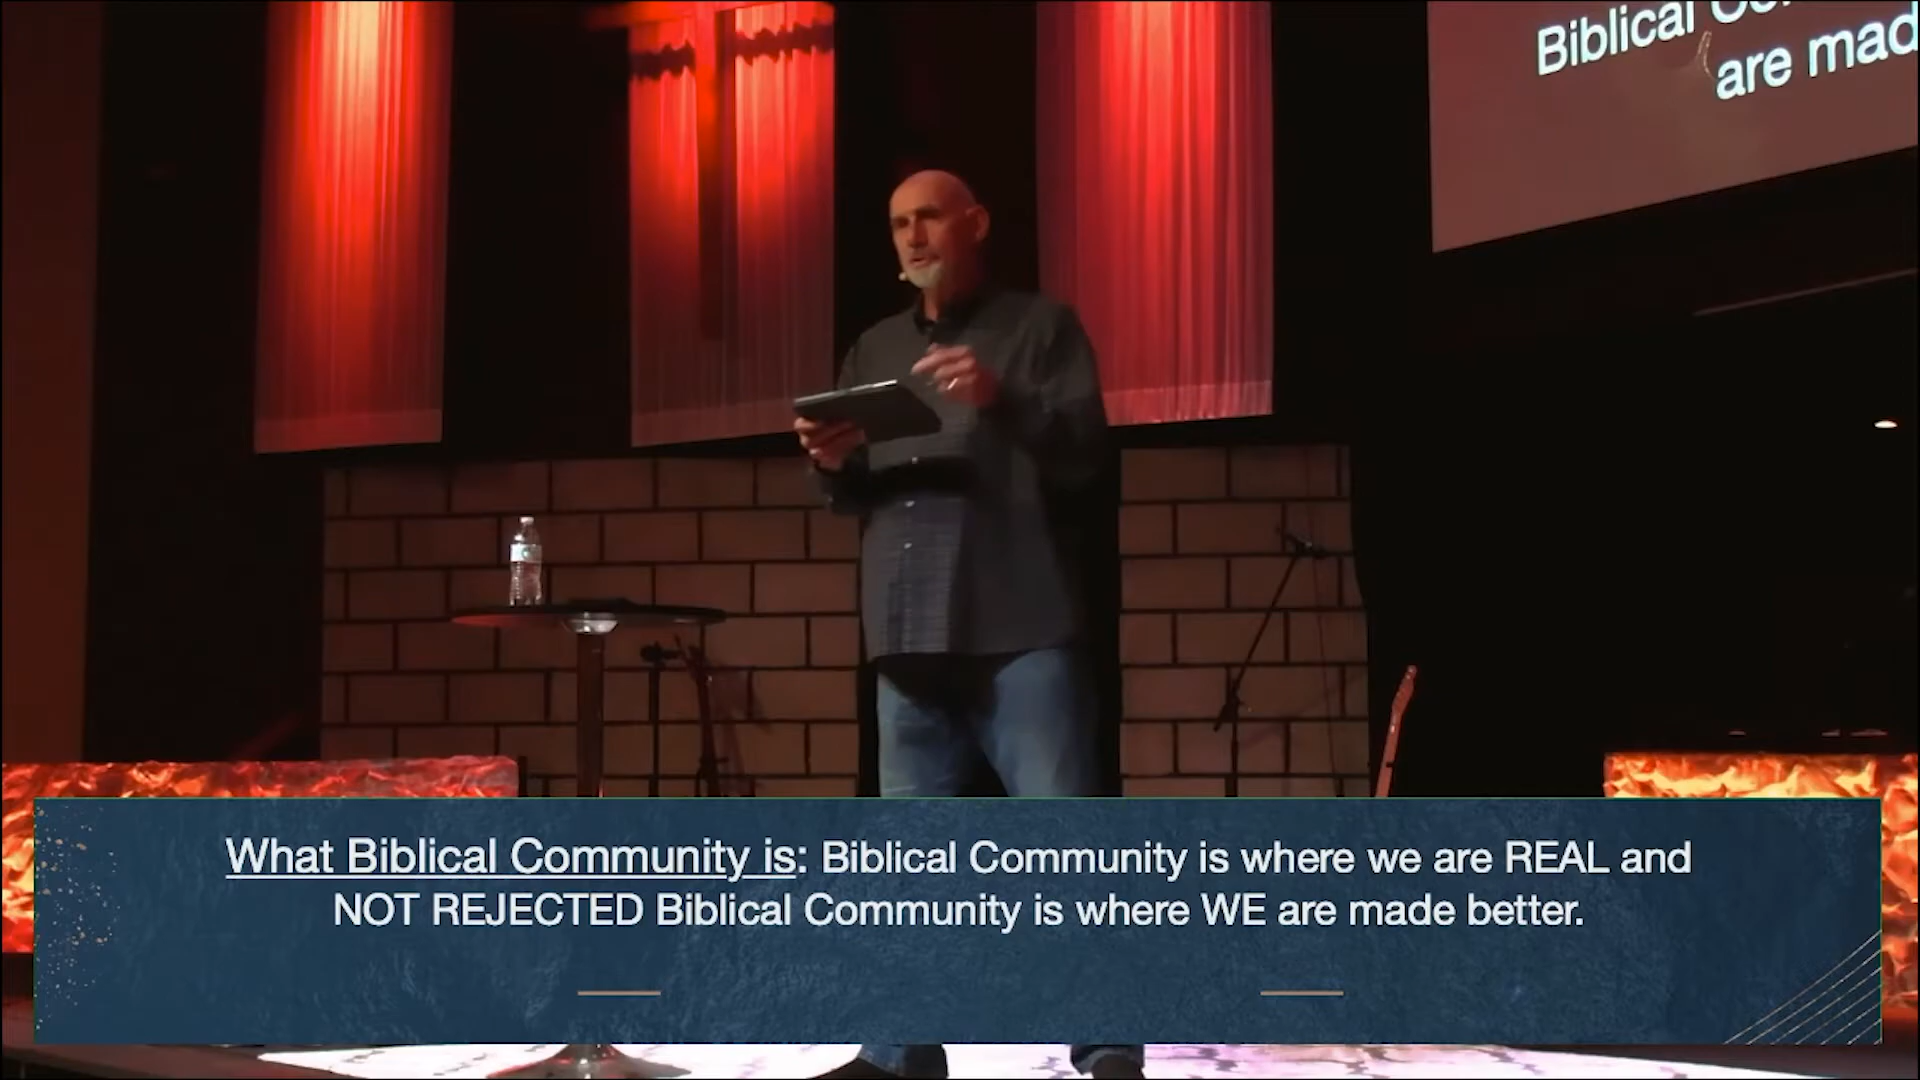 Biblical
are mad
What Biblical Community is: Biblical Community is where we are REAL and
NOT REJECTED Biblical Community is where WE are made better.